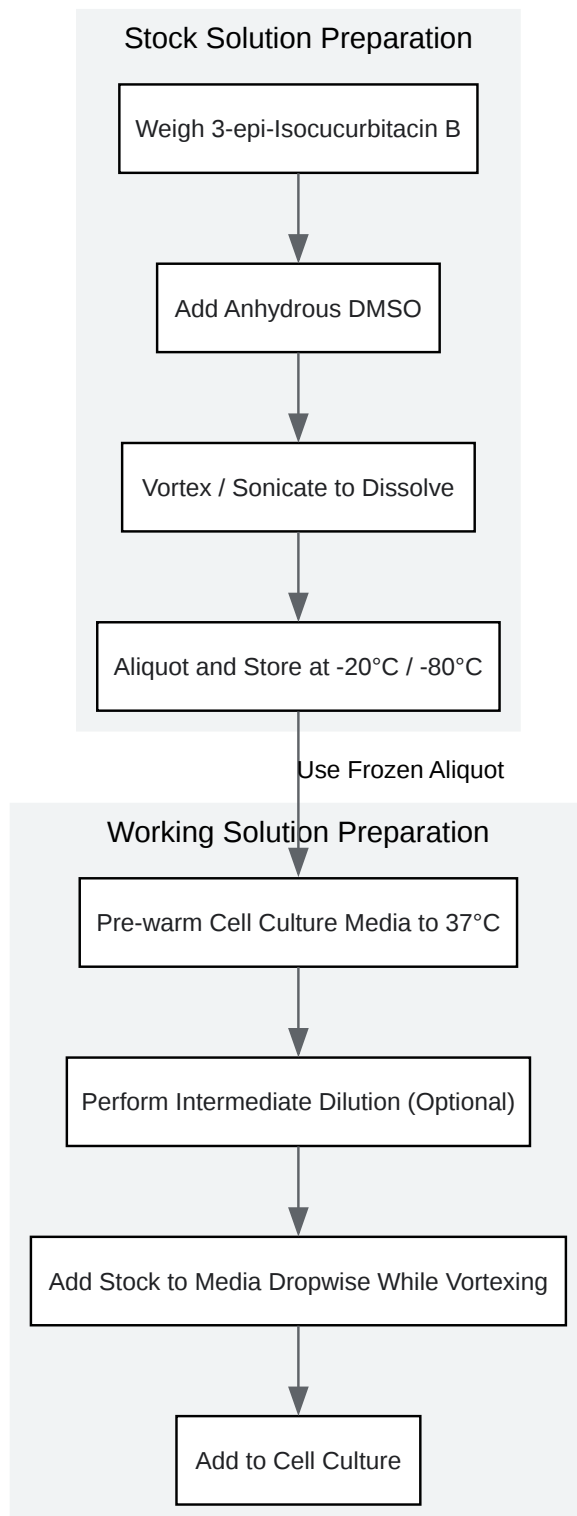 Stock Solution Preparation
Weigh 3-epi-Isocucurbitacin B
Add Anhydrous DMSO
Vortex / Sonicate to Dissolve
Aliquot and Store at -20°C / -80°C
Use Frozen Aliquot
Working Solution Preparation
Pre-warm Cell Culture Media to 37°C
Perform Intermediate Dilution (Optional)
Add Stock to Media Dropwise While Vortexing
Add to Cell Culture